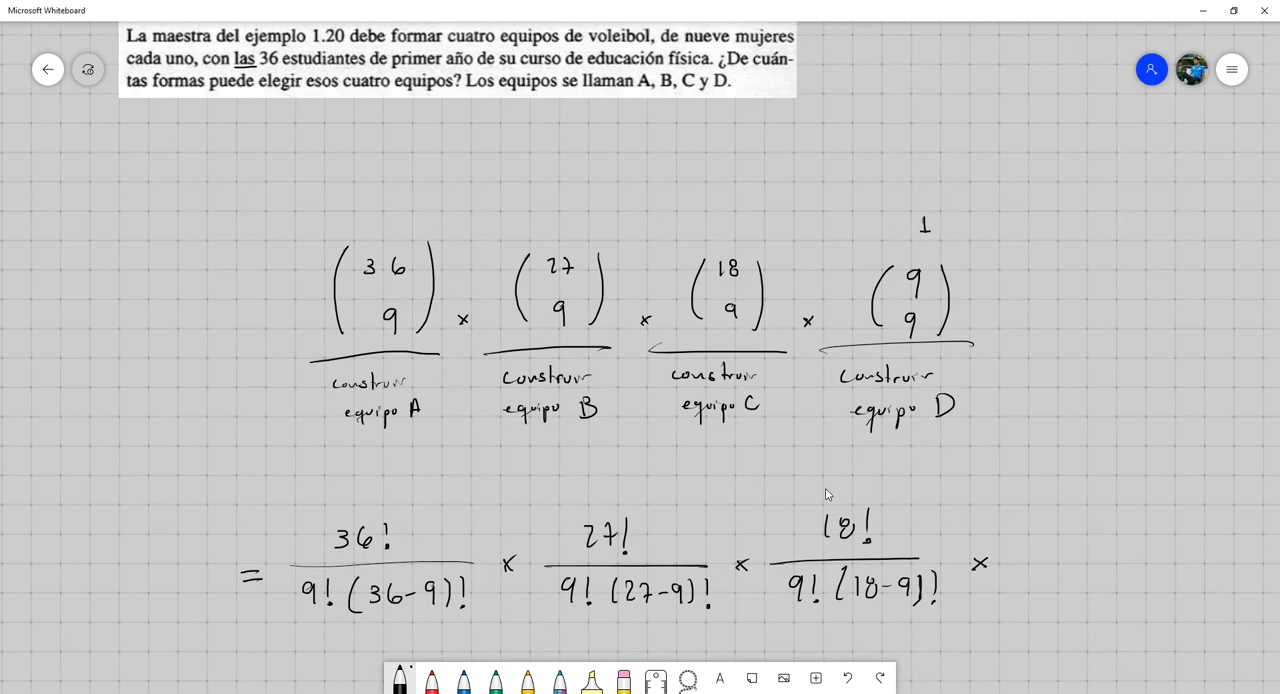 Microsoft Whiteboard
La maestra del ejemplo 1.20 debe formar cuatro equipos de voleibol, de nueve mujeres
cada uno, con las 36 estudiantes de primer año de su curso de educación física. ¿De cuán-
tas formas puede elegir esos cuatro equipos? Los equipos se llaman A, B, C y D.
1
(36 9) × (27 9) × (18 9) × (9 9)
construir construir construir construir
equipo A equipo B equipo C equipo D
36! 27! 18!
= × × ×
9!(36-9)! 9!(27-9)! 9!(18-9)!
A